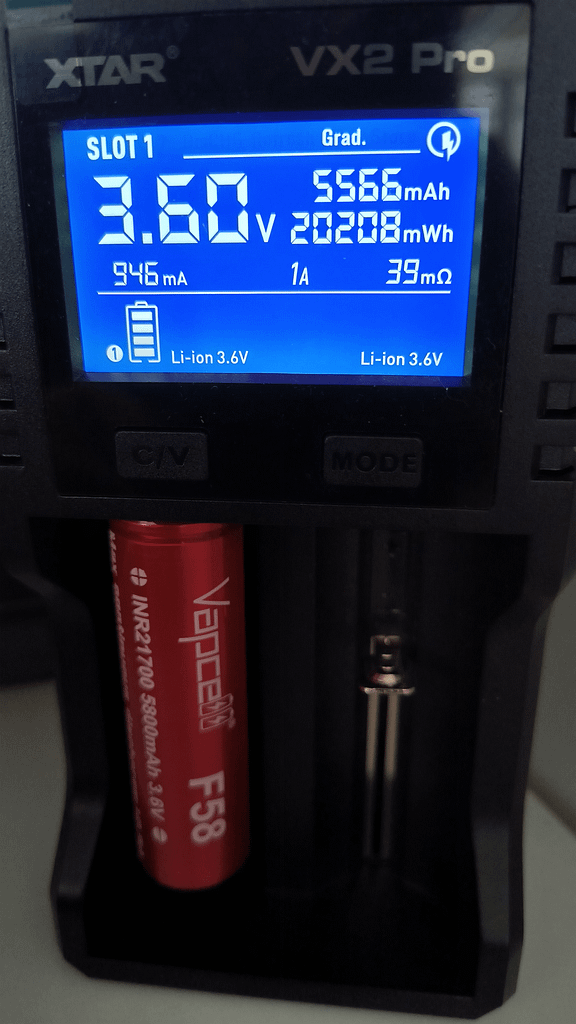 XTAR® VX2 Pro
SLOT 1 Grad.
3.60V 5566mAh
20208mWh
946mA 1A 39mΩ
1 Li-ion 3.6V Li-ion 3.6V
C/V MODE
Vapcell
F58
INR21700 5800mAh 3.6V